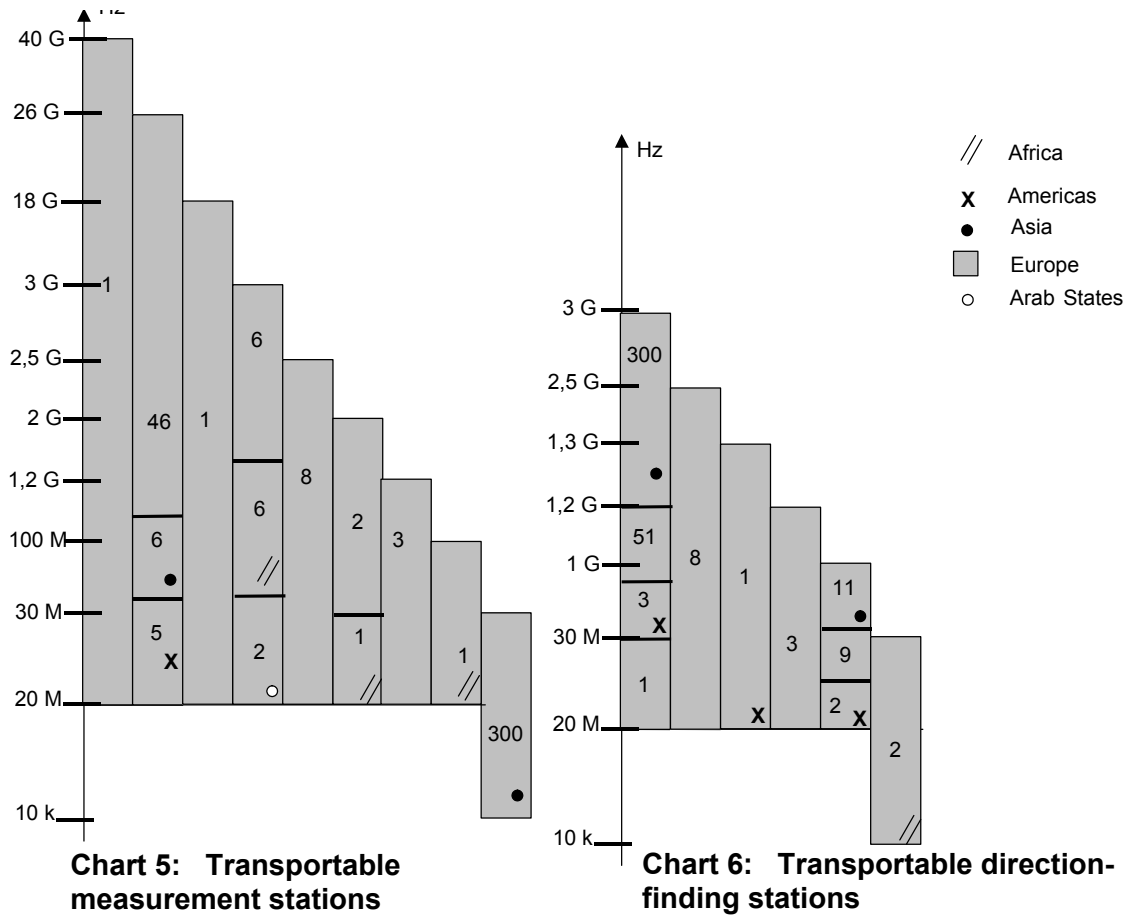 Hz
40 G
26 G
18 G
3 G
2,5 G
2 G
1,2 G
100 M
30 M
20 M
10 k
1
46
6
5
X
1
6
6
2
8
2
1
3
1
300
Chart 5: Transportable
measurement stations
Hz
3 G
2,5 G
1,3 G
1,2 G
1 G
30 M
20 M
10 k
300
51
3
X
1
8
1
X
3
11
9
2
X
2
Chart 6: Transportable direction-
finding stations
Africa
X Americas
Asia
Europe
Arab States